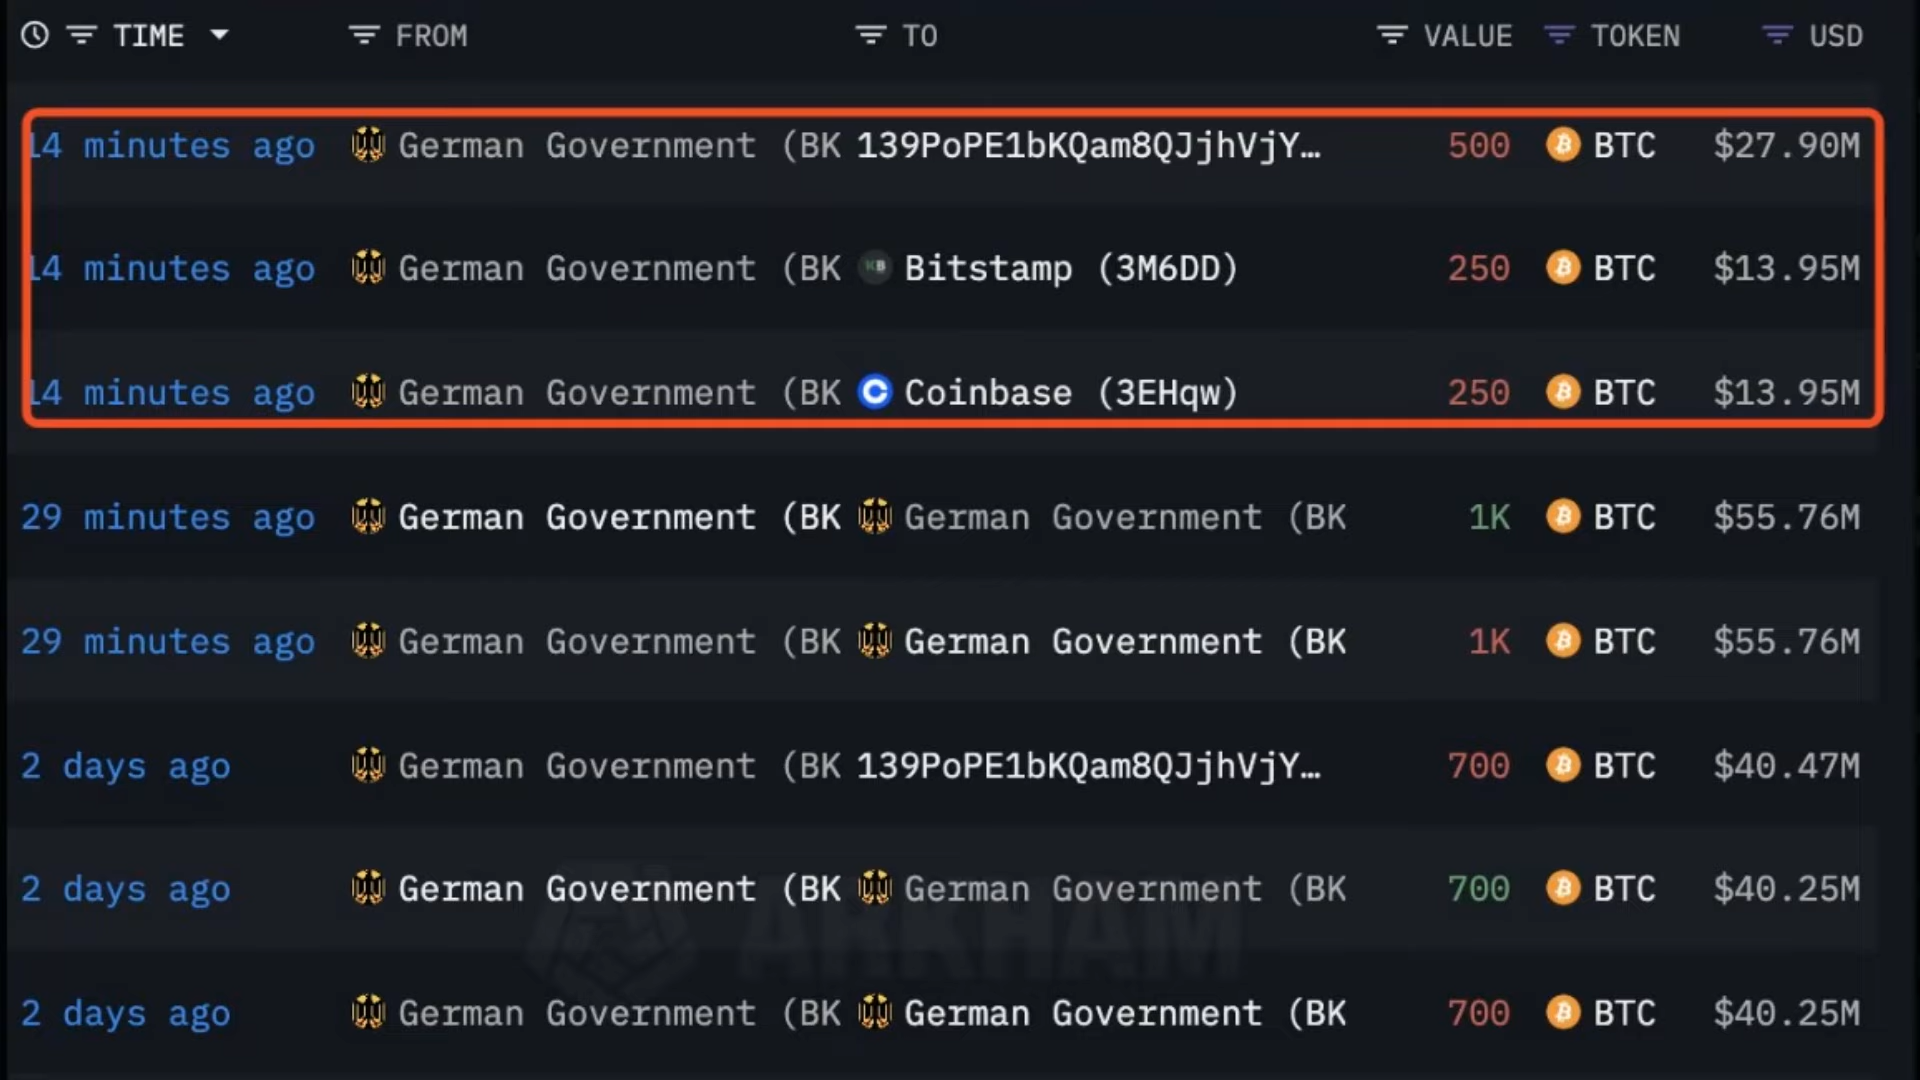 TIME FROM TO VALUE TOKEN USD
14 minutes ago German Government (BK 139PoPE1bKQam8QJjhVjY… 500 BTC $27.90M
14 minutes ago German Government (BK Bitstamp (3M6DD) 250 BTC $13.95M
14 minutes ago German Government (BK Coinbase (3EHqw) 250 BTC $13.95M
29 minutes ago German Government (BK German Government (BK 1K BTC $55.76M
29 minutes ago German Government (BK German Government (BK 1K BTC $55.76M
2 days ago German Government (BK 139PoPE1bKQam8QJjhVjY… 700 BTC $40.47M
2 days ago German Government (BK German Government (BK 700 BTC $40.25M
ARKHAM
2 days ago German Government (BK German Government (BK 700 BTC $40.25M